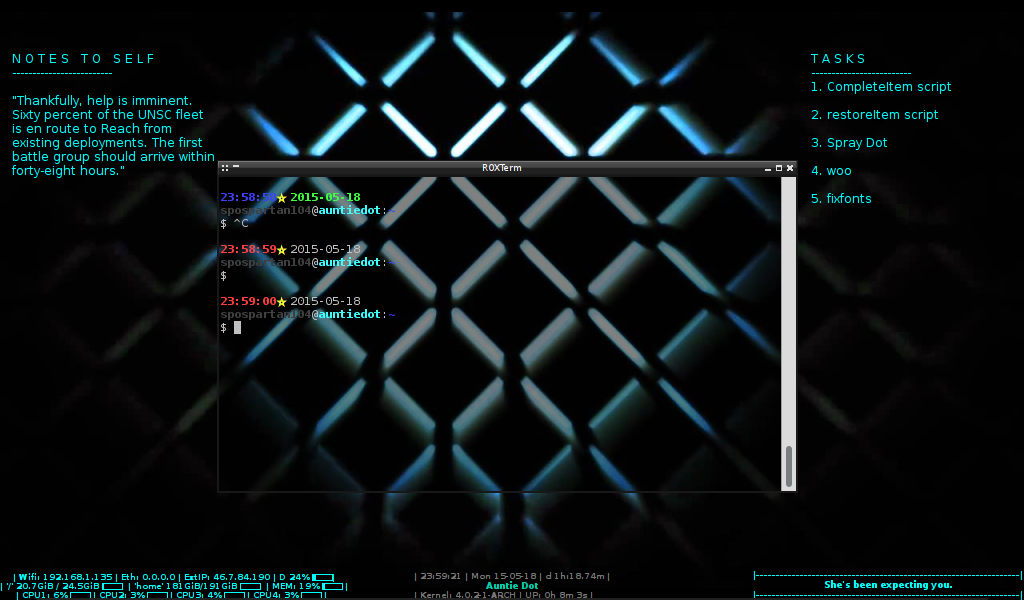 NOTES TO SELF
-------------------------
"Thankfully, help is imminent.
Sixty percent of the UNSC fleet
is en route to Reach from
existing deployments. The first
battle group should arrive within
forty-eight hours."
TASKS
-------------------------
1. CompleteItem script
2. restoreItem script
3. Spray Dot
4. woo
5. fixfonts
ROXTerm
23:58:5 ★ 2015-05-18
spospartan104@auntiedot:~
$ ^C
23:58:59★ 2015-05-18
spospartan104@auntiedot:~
$
23:59:00★ 2015-05-18
spospartan104@auntiedot:~
$
| Wifi: 192.168.1.135 | Eth: 0.0.0.0 | ExtIP: 46.7.84.190 | D 24%
| '/' 20.7GiB / 24.5GiB | 'home' 181GiB/191GiB | MEM: 19% |
| CPU1: 6% | CPU2: 3% | CPU3: 4% | CPU4: 3% |
| 23:59:21 | Mon 15-05-18 | d 1h:18.74m |
Auntie Dot
| Kernel: 4.0.2-1-ARCH | UP: 0h 8m 3s |
She's been expecting you.